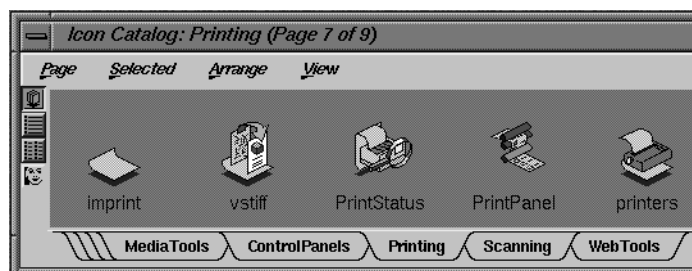 Icon Catalog: Printing (Page 7 of 9)
Page Selected Arrange View
imprint vstiff PrintStatus PrintPanel printers
MediaTools ControlPanels Printing Scanning WebTools